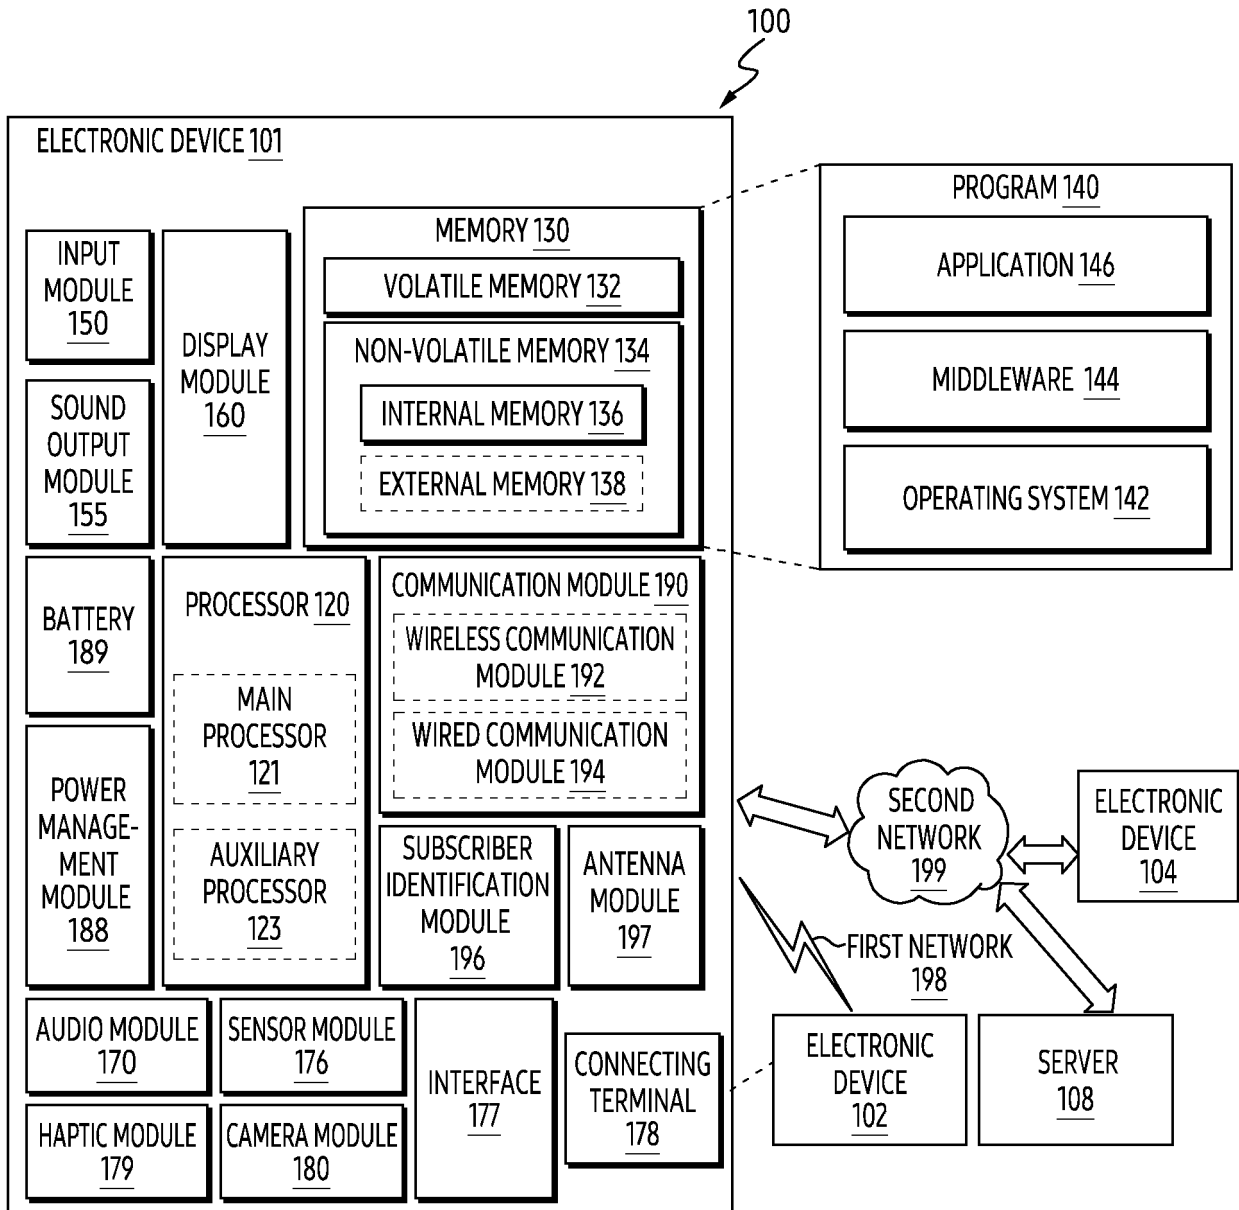 100
ELECTRONIC DEVICE 101
INPUT
MODULE
150
SOUND
OUTPUT
MODULE
155
DISPLAY
MODULE
160
MEMORY 130
VOLATILE MEMORY 132
NON-VOLATILE MEMORY 134
INTERNAL MEMORY 136
EXTERNAL MEMORY 138
PROGRAM 140
APPLICATION 146
MIDDLEWARE 144
OPERATING SYSTEM 142
BATTERY
189
POWER
MANAGE-
MENT
MODULE
188
PROCESSOR 120
MAIN
PROCESSOR
121
AUXILIARY
PROCESSOR
123
COMMUNICATION MODULE 190
WIRELESS COMMUNICATION
MODULE 192
WIRED COMMUNICATION
MODULE 194
SUBSCRIBER
IDENTIFICATION
MODULE
196
ANTENNA
MODULE
197
AUDIO MODULE
170
SENSOR MODULE
176
HAPTIC MODULE
179
CAMERA MODULE
180
INTERFACE
177
CONNECTING
TERMINAL
178
SECOND
NETWORK
199
ELECTRONIC
DEVICE
104
FIRST NETWORK
198
ELECTRONIC
DEVICE
102
SERVER
108